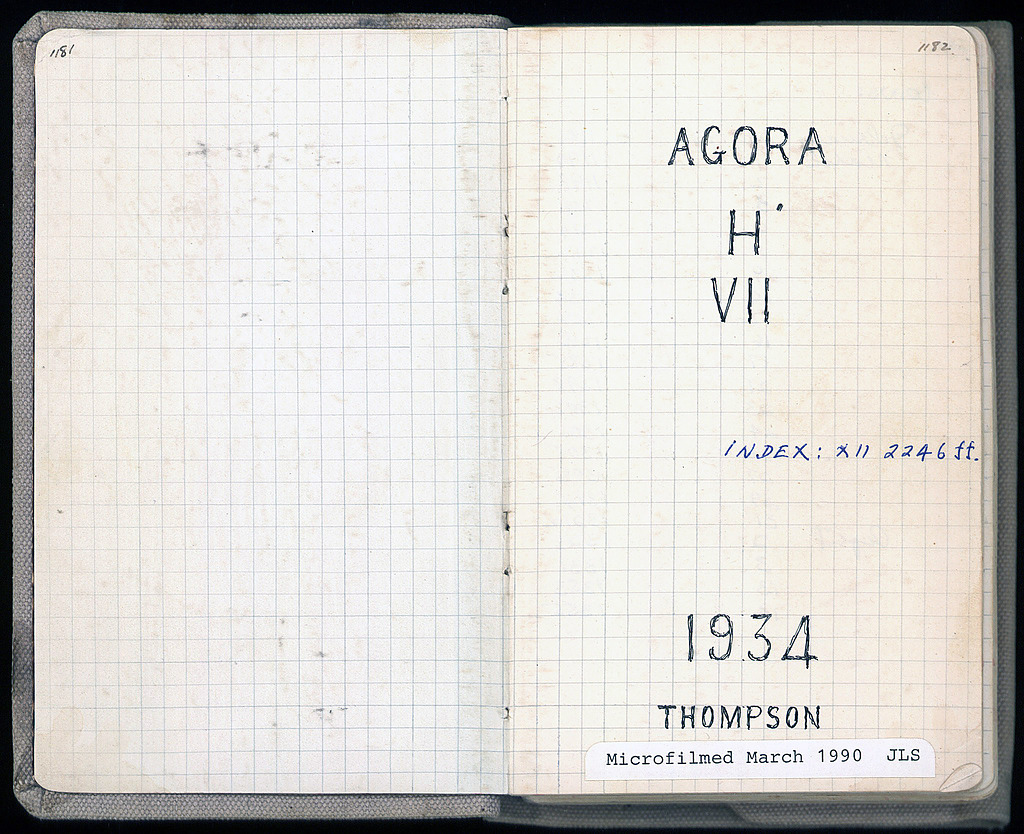 1181
1182
AGORA
H'
VII
INDEX: XII 2246 ff.
1934
THOMPSON
Microfilmed March 1990 JLS